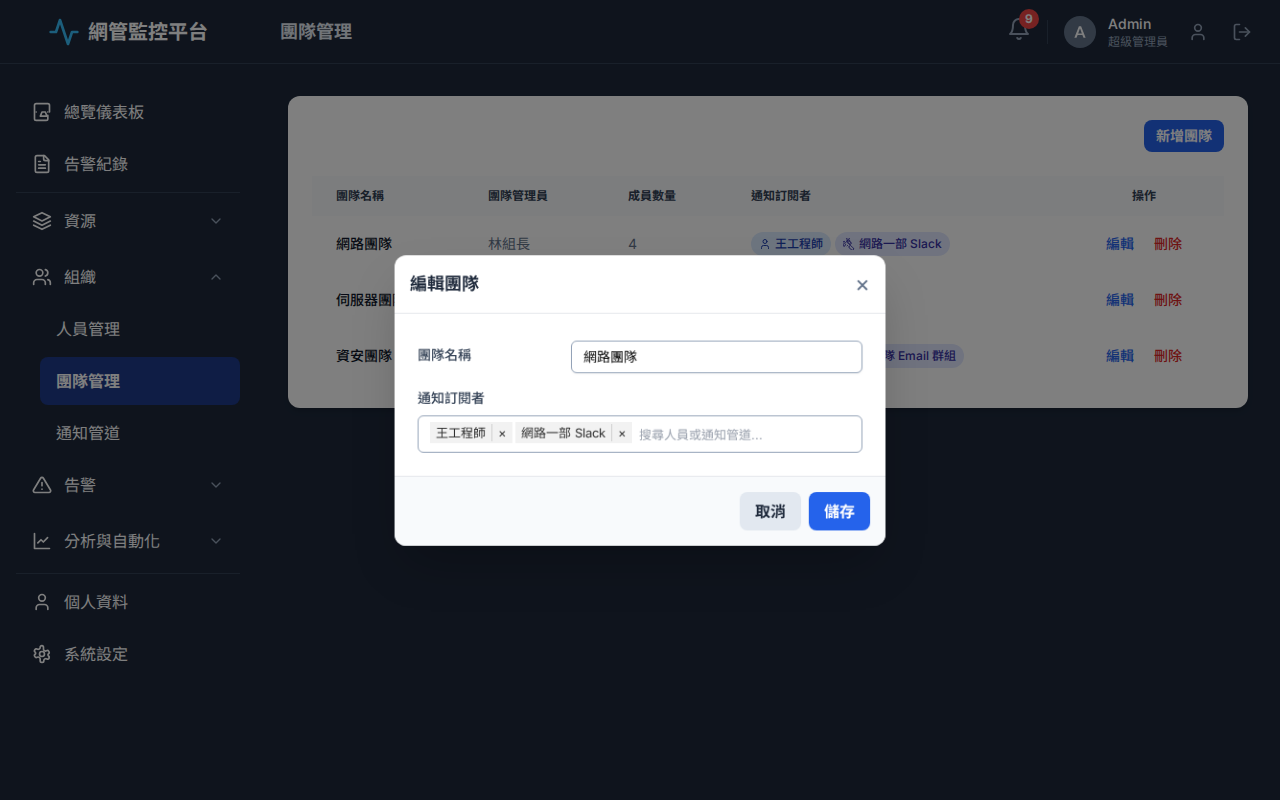 網管監控平台
團隊管理
9
A
Admin
超級管理員
總覽儀表板
告警紀錄
資源
組織
人員管理
團隊管理
通知管道
告警
分析與自動化
個人資料
系統設定
新增團隊
團隊名稱 團隊管理員 成員數量 通知訂閱者 操作
網路團隊 林組長 4 王工程師 網路一部 Slack 編輯 刪除
伺服器團 編輯 刪除
資安團隊 Email 群組 編輯 刪除
編輯團隊
×
團隊名稱 網路團隊
通知訂閱者
王工程師 × 網路一部 Slack × 搜尋人員或通知管道...
取消 儲存